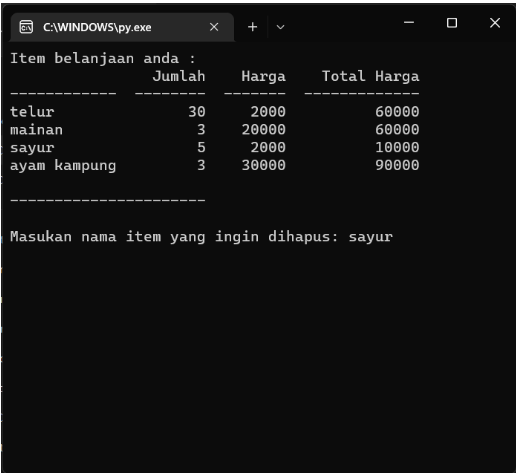 C:\WINDOWS\py.exe
Item belanjaan anda :
                Jumlah    Harga    Total Harga
------------  --------  -------  -------------
telur               30     2000          60000
mainan               3    20000          60000
sayur                5     2000          10000
ayam kampung         3    30000          90000
----------------------
Masukan nama item yang ingin dihapus: sayur